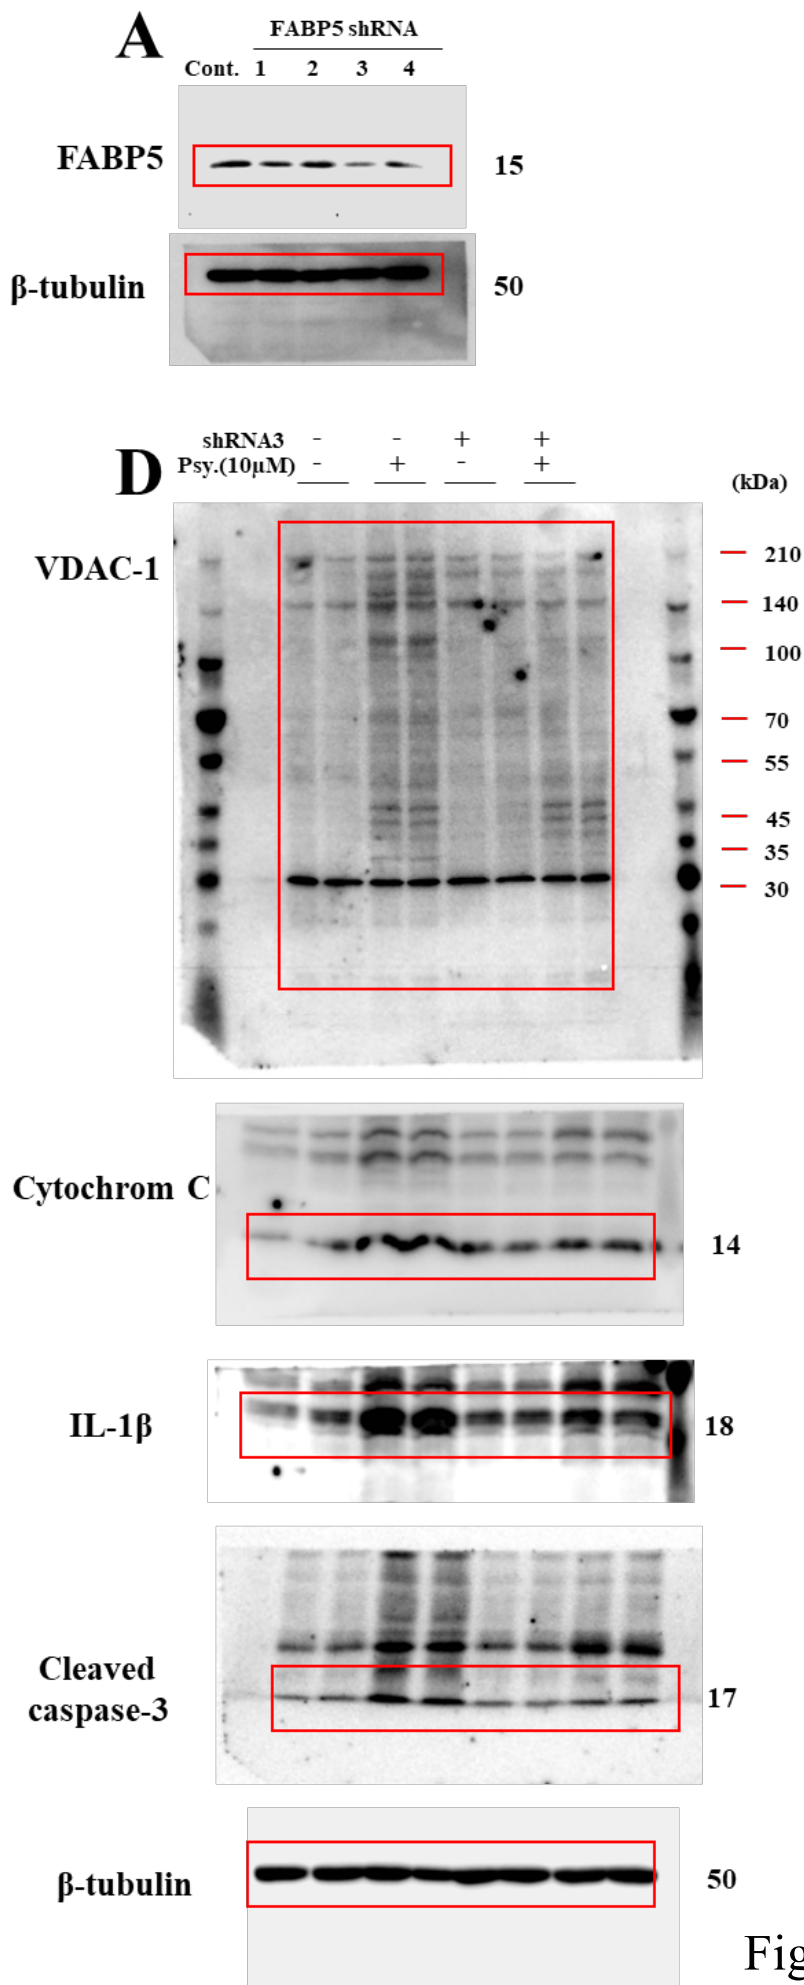 A
FABP5 shRNA
Cont. 1 2 3 4
FABP5
15
β-tubulin
50
D
shRNA3 - - + +
Psy.(10μM) - + - +
(kDa)
VDAC-1
210
140
100
70
55
45
35
30
Cytochrom C
14
IL-1β
18
Cleaved
caspase-3
17
β-tubulin
50
Fig